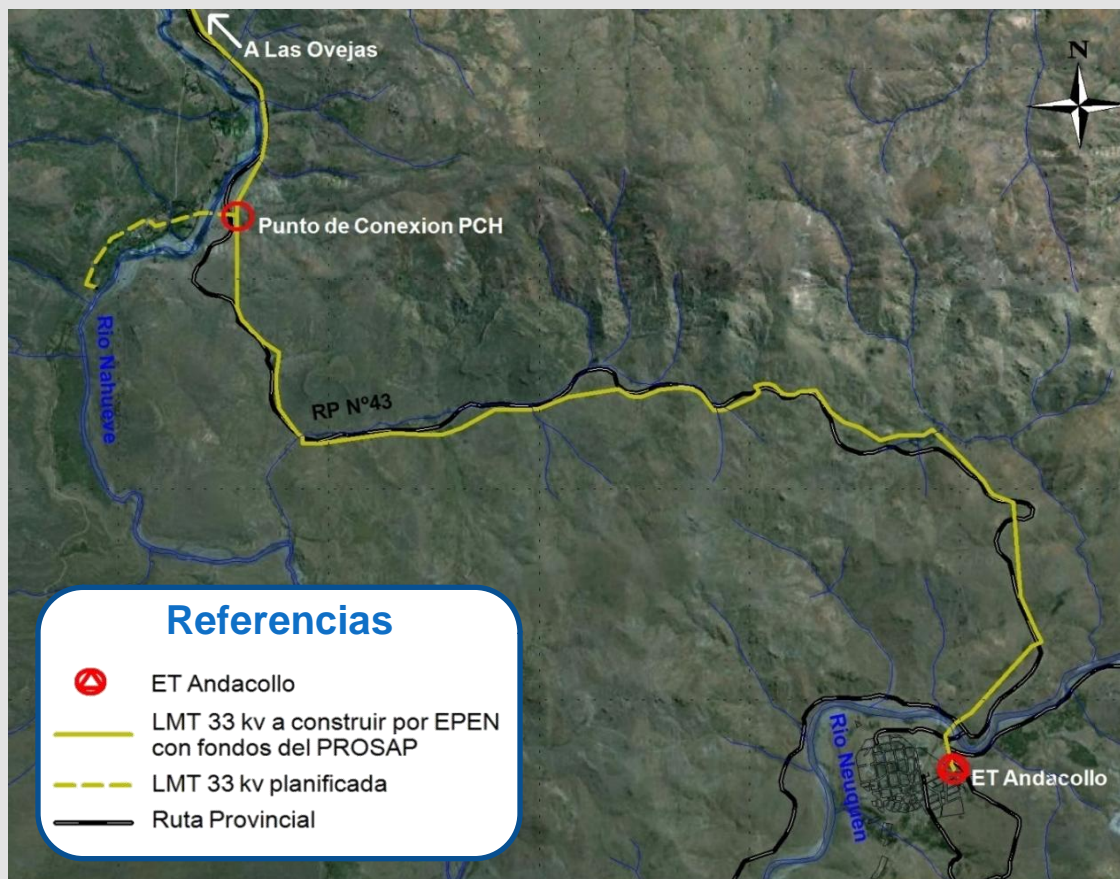 A Las Ovejas
N
Punto de Conexion PCH
Rio Nahueve
RP Nº43
Rio Neuquen
ET Andacollo
Referencias
ET Andacollo
LMT 33 kv a construir por EPEN
con fondos del PROSAP
LMT 33 kv planificada
Ruta Provincial